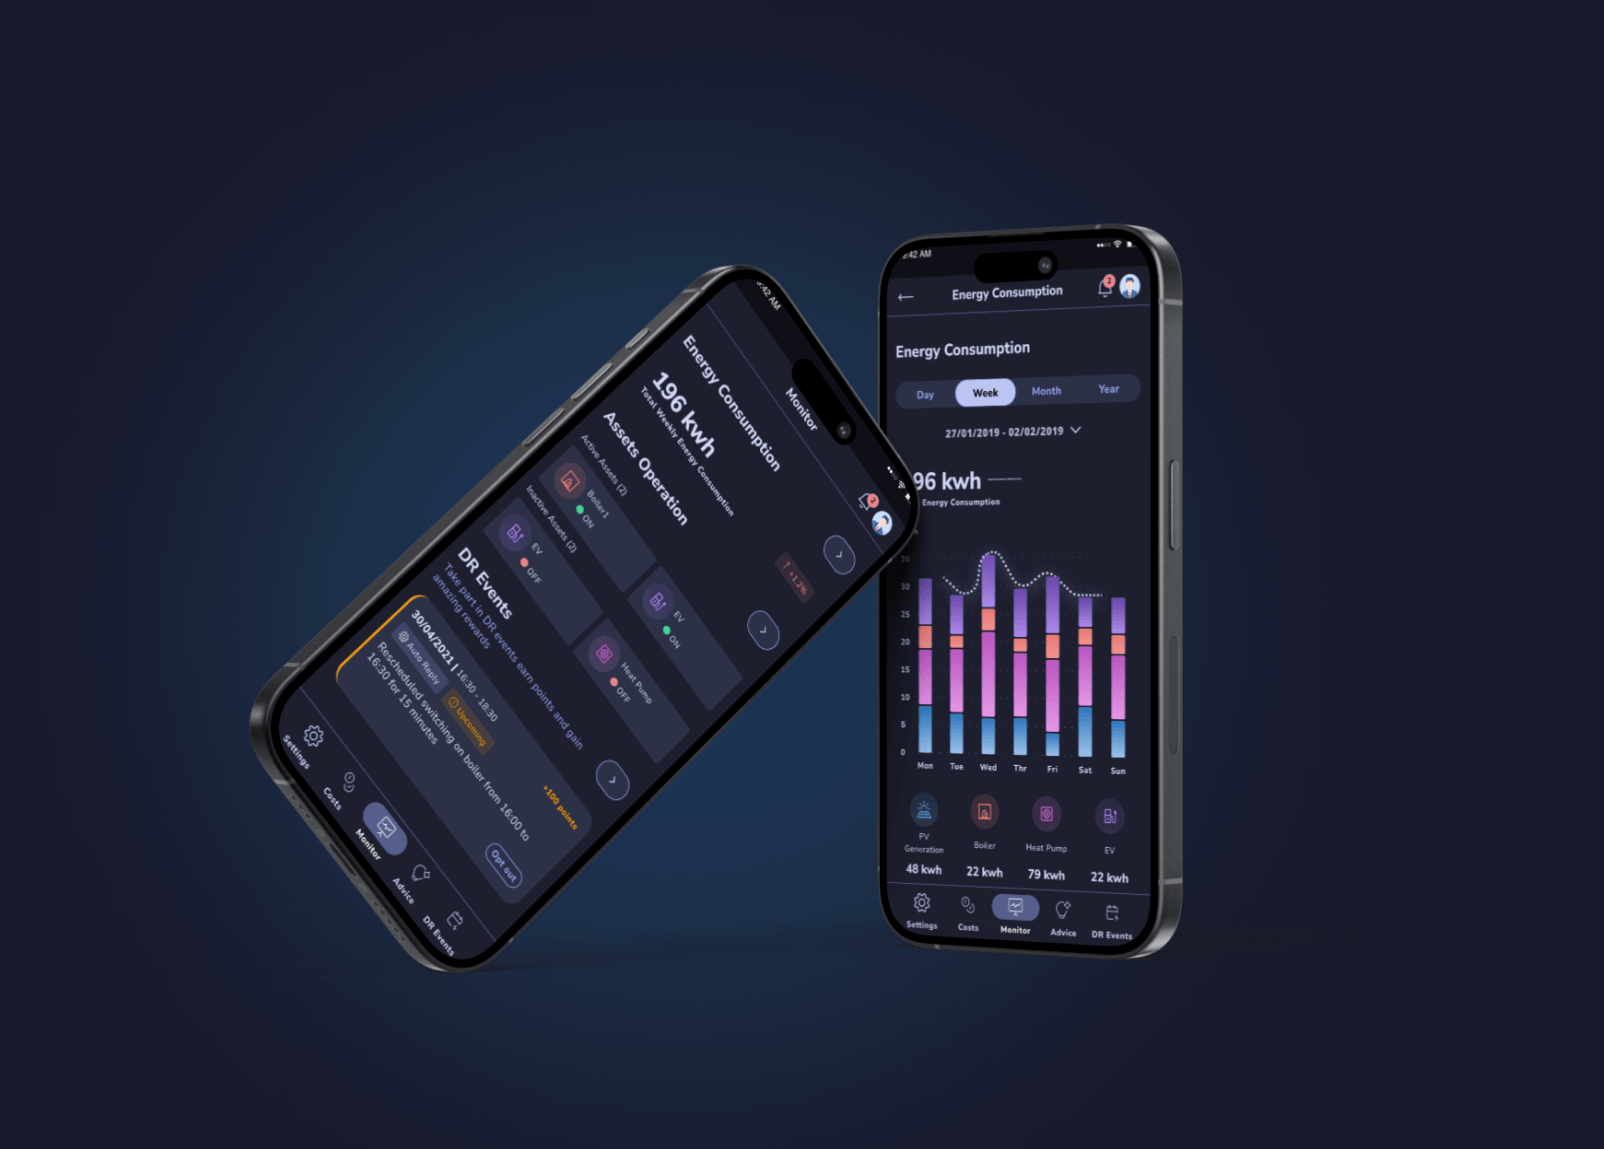 9:42 AM
Monitor
2
Energy Consumption
196 kwh
Total Weekly Energy Consumption
+1.2%
Assets Operation
Active Assets (2)
Boiler1
ON
EV
ON
Inactive Assets (2)
EV
OFF
Heat Pump
OFF
DR Events
Take part in DR events earn points and gain
amazing rewards
30/04/2021 | 16:30 - 18:30
Auto Reply
Upcoming
+100 points
Rescheduled switching on boiler from 16:00 to
16:30 for 15 minutes
Opt out
Settings
Costs
Monitor
Advice
DR Events
9:42 AM
Energy Consumption
2
Energy Consumption
Day Week Month Year
27/01/2019 - 02/02/2019
96 kwh
Energy Consumption
35
30
25
20
15
10
5
0
Mon Tue Wed Thr Fri Sat Sun
PV
Generation
Boiler
Heat Pump
EV
48 kwh 22 kwh 79 kwh 22 kwh
Settings Costs Monitor Advice DR Events